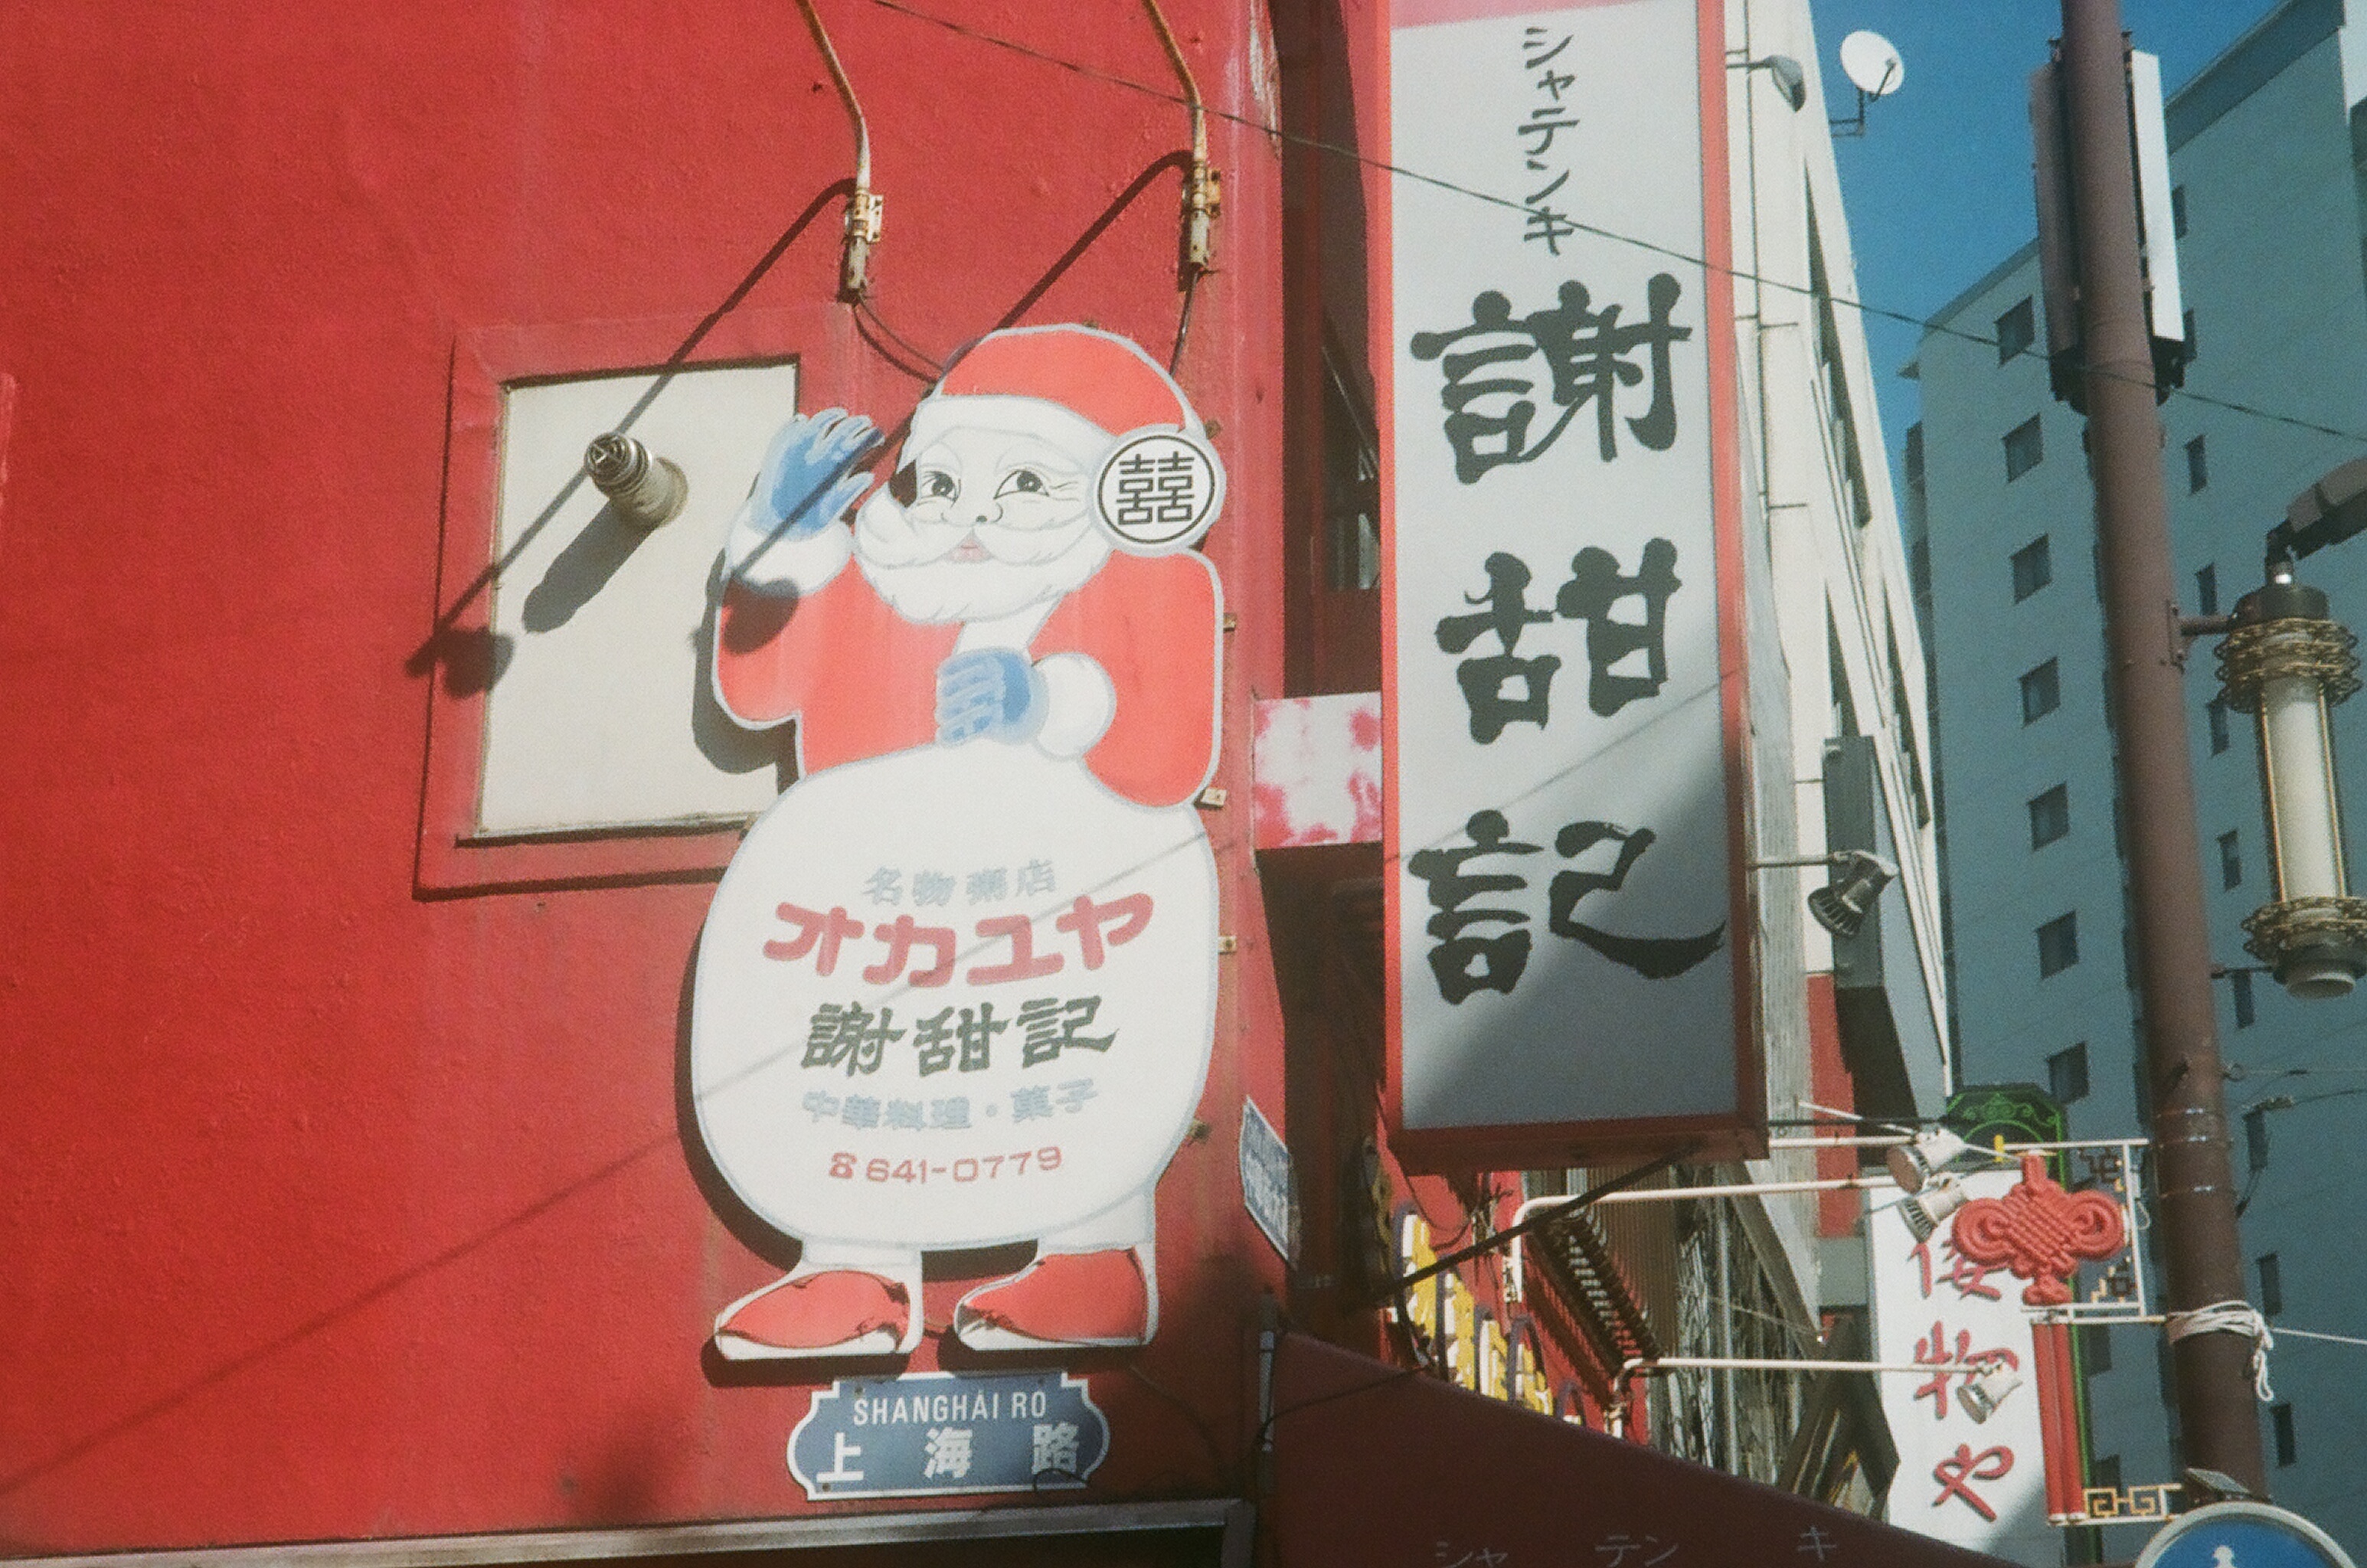 囍
名物粥店
オカユヤ
謝甜記
中華料理・菓子
☎641-0779
SHANGHAI RO
上海路
シャテンキ
謝甜記
物や
シャテンキ